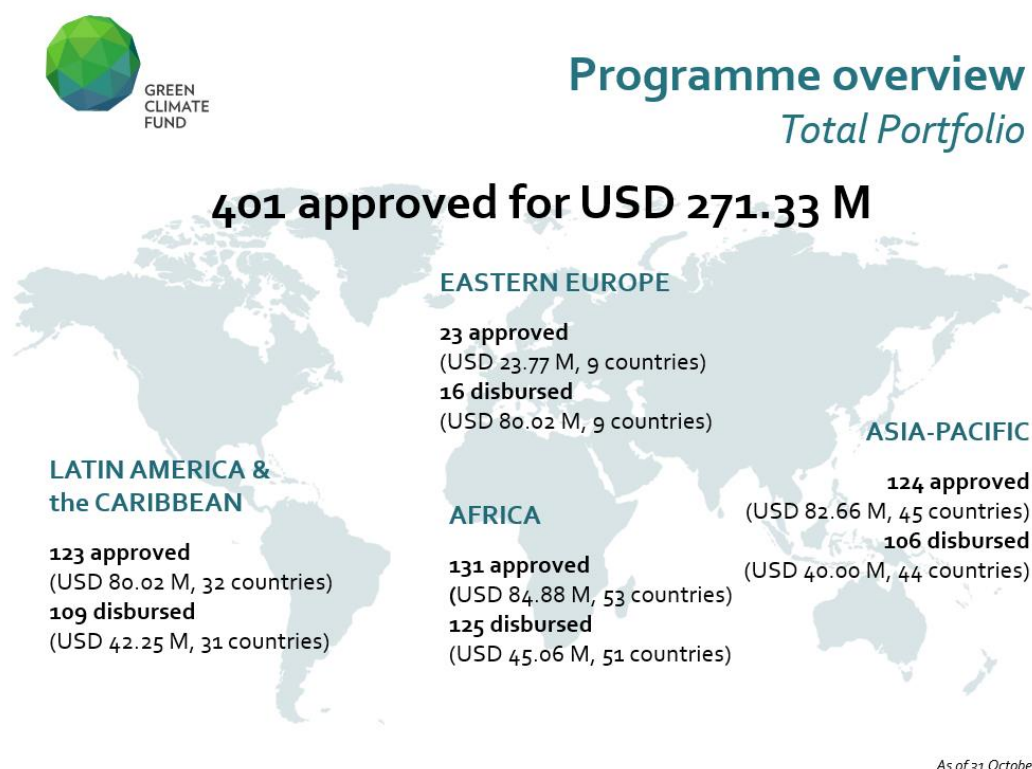 GREEN
CLIMATE
FUND
Programme overview
Total Portfolio
401 approved for USD 271.33 M
EASTERN EUROPE
23 approved
(USD 23.77 M, 9 countries)
16 disbursed
(USD 80.02 M, 9 countries)
LATIN AMERICA &
the CARIBBEAN
123 approved
(USD 80.02 M, 32 countries)
109 disbursed
(USD 42.25 M, 31 countries)
AFRICA
131 approved
(USD 84.88 M, 53 countries)
125 disbursed
(USD 45.06 M, 51 countries)
ASIA-PACIFIC
124 approved
(USD 82.66 M, 45 countries)
106 disbursed
(USD 40.00 M, 44 countries)
As of 31 Octobe